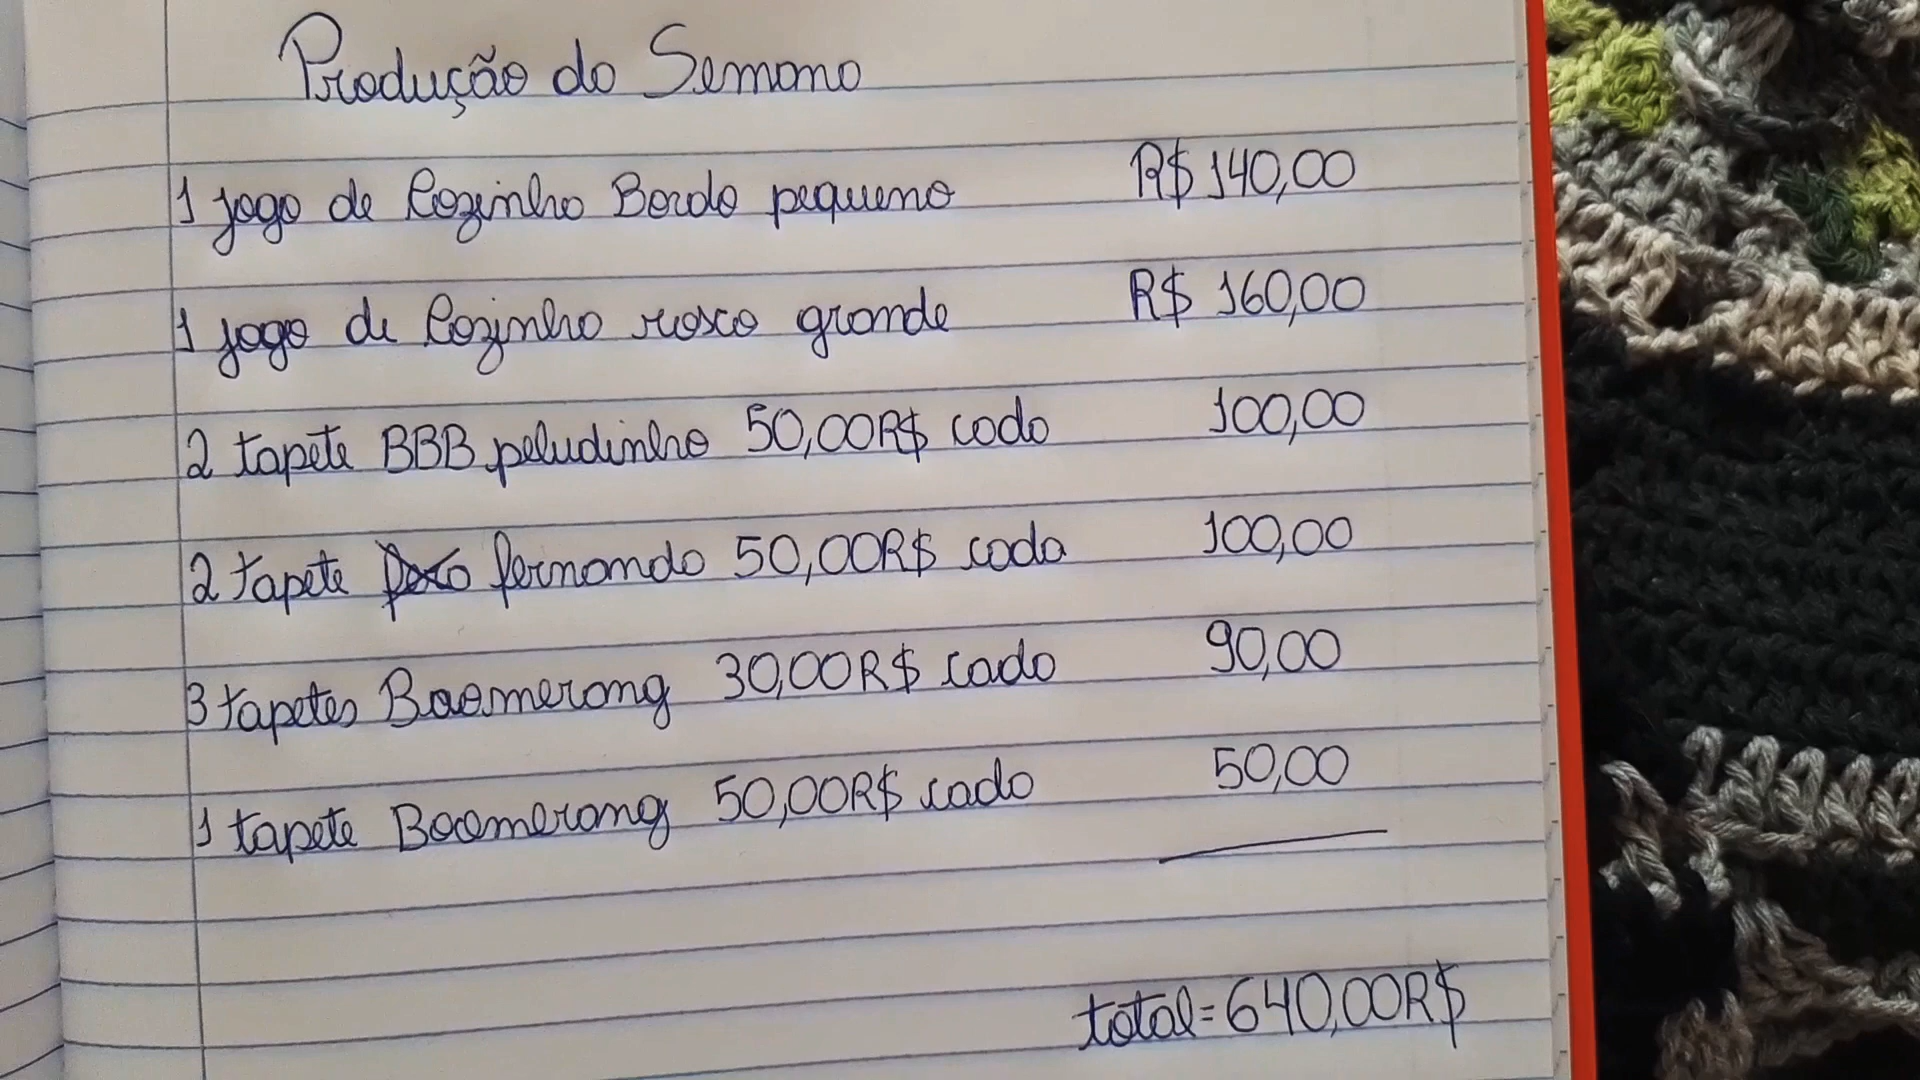 Produção da Semana
1 jogo de Cozinha Bordo pequeno R$ 140,00
1 jogo de Cozinha rosca grande R$ 160,00
2 tapete BBB peludinho 50,00R$ cada 100,00
2 tapete fernando 50,00R$ cada 100,00
3 tapetes Boomerang 30,00R$ cada 90,00
1 tapete Boomerang 50,00R$ cada 50,00
total=640,00R$